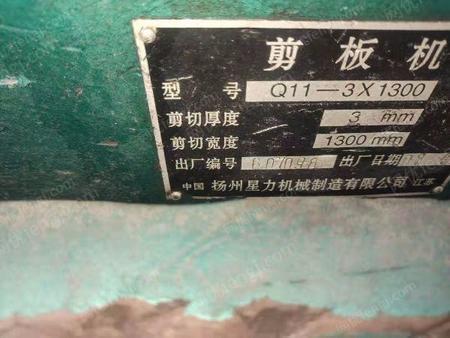 剪板机
型号 Q11—3X1300
剪切厚度 3 mm
剪切宽度 1300 mm
出厂编号 出厂日期
中国 扬州星力机械制造有限公司 江苏